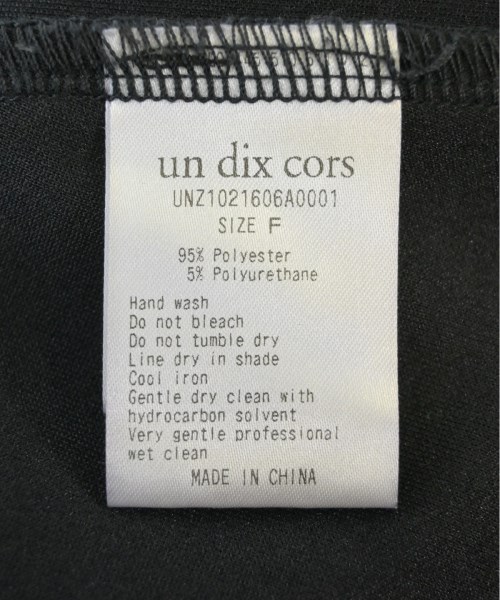 un dix cors
UNZ1021606A0001
SIZE F
95% Polyester
5% Polyurethane
Hand wash
Do not bleach
Do not tumble dry
Line dry in shade
Cool iron
Gentle dry clean with
hydrocarbon solvent
Very gentle professional
wet clean
MADE IN CHINA